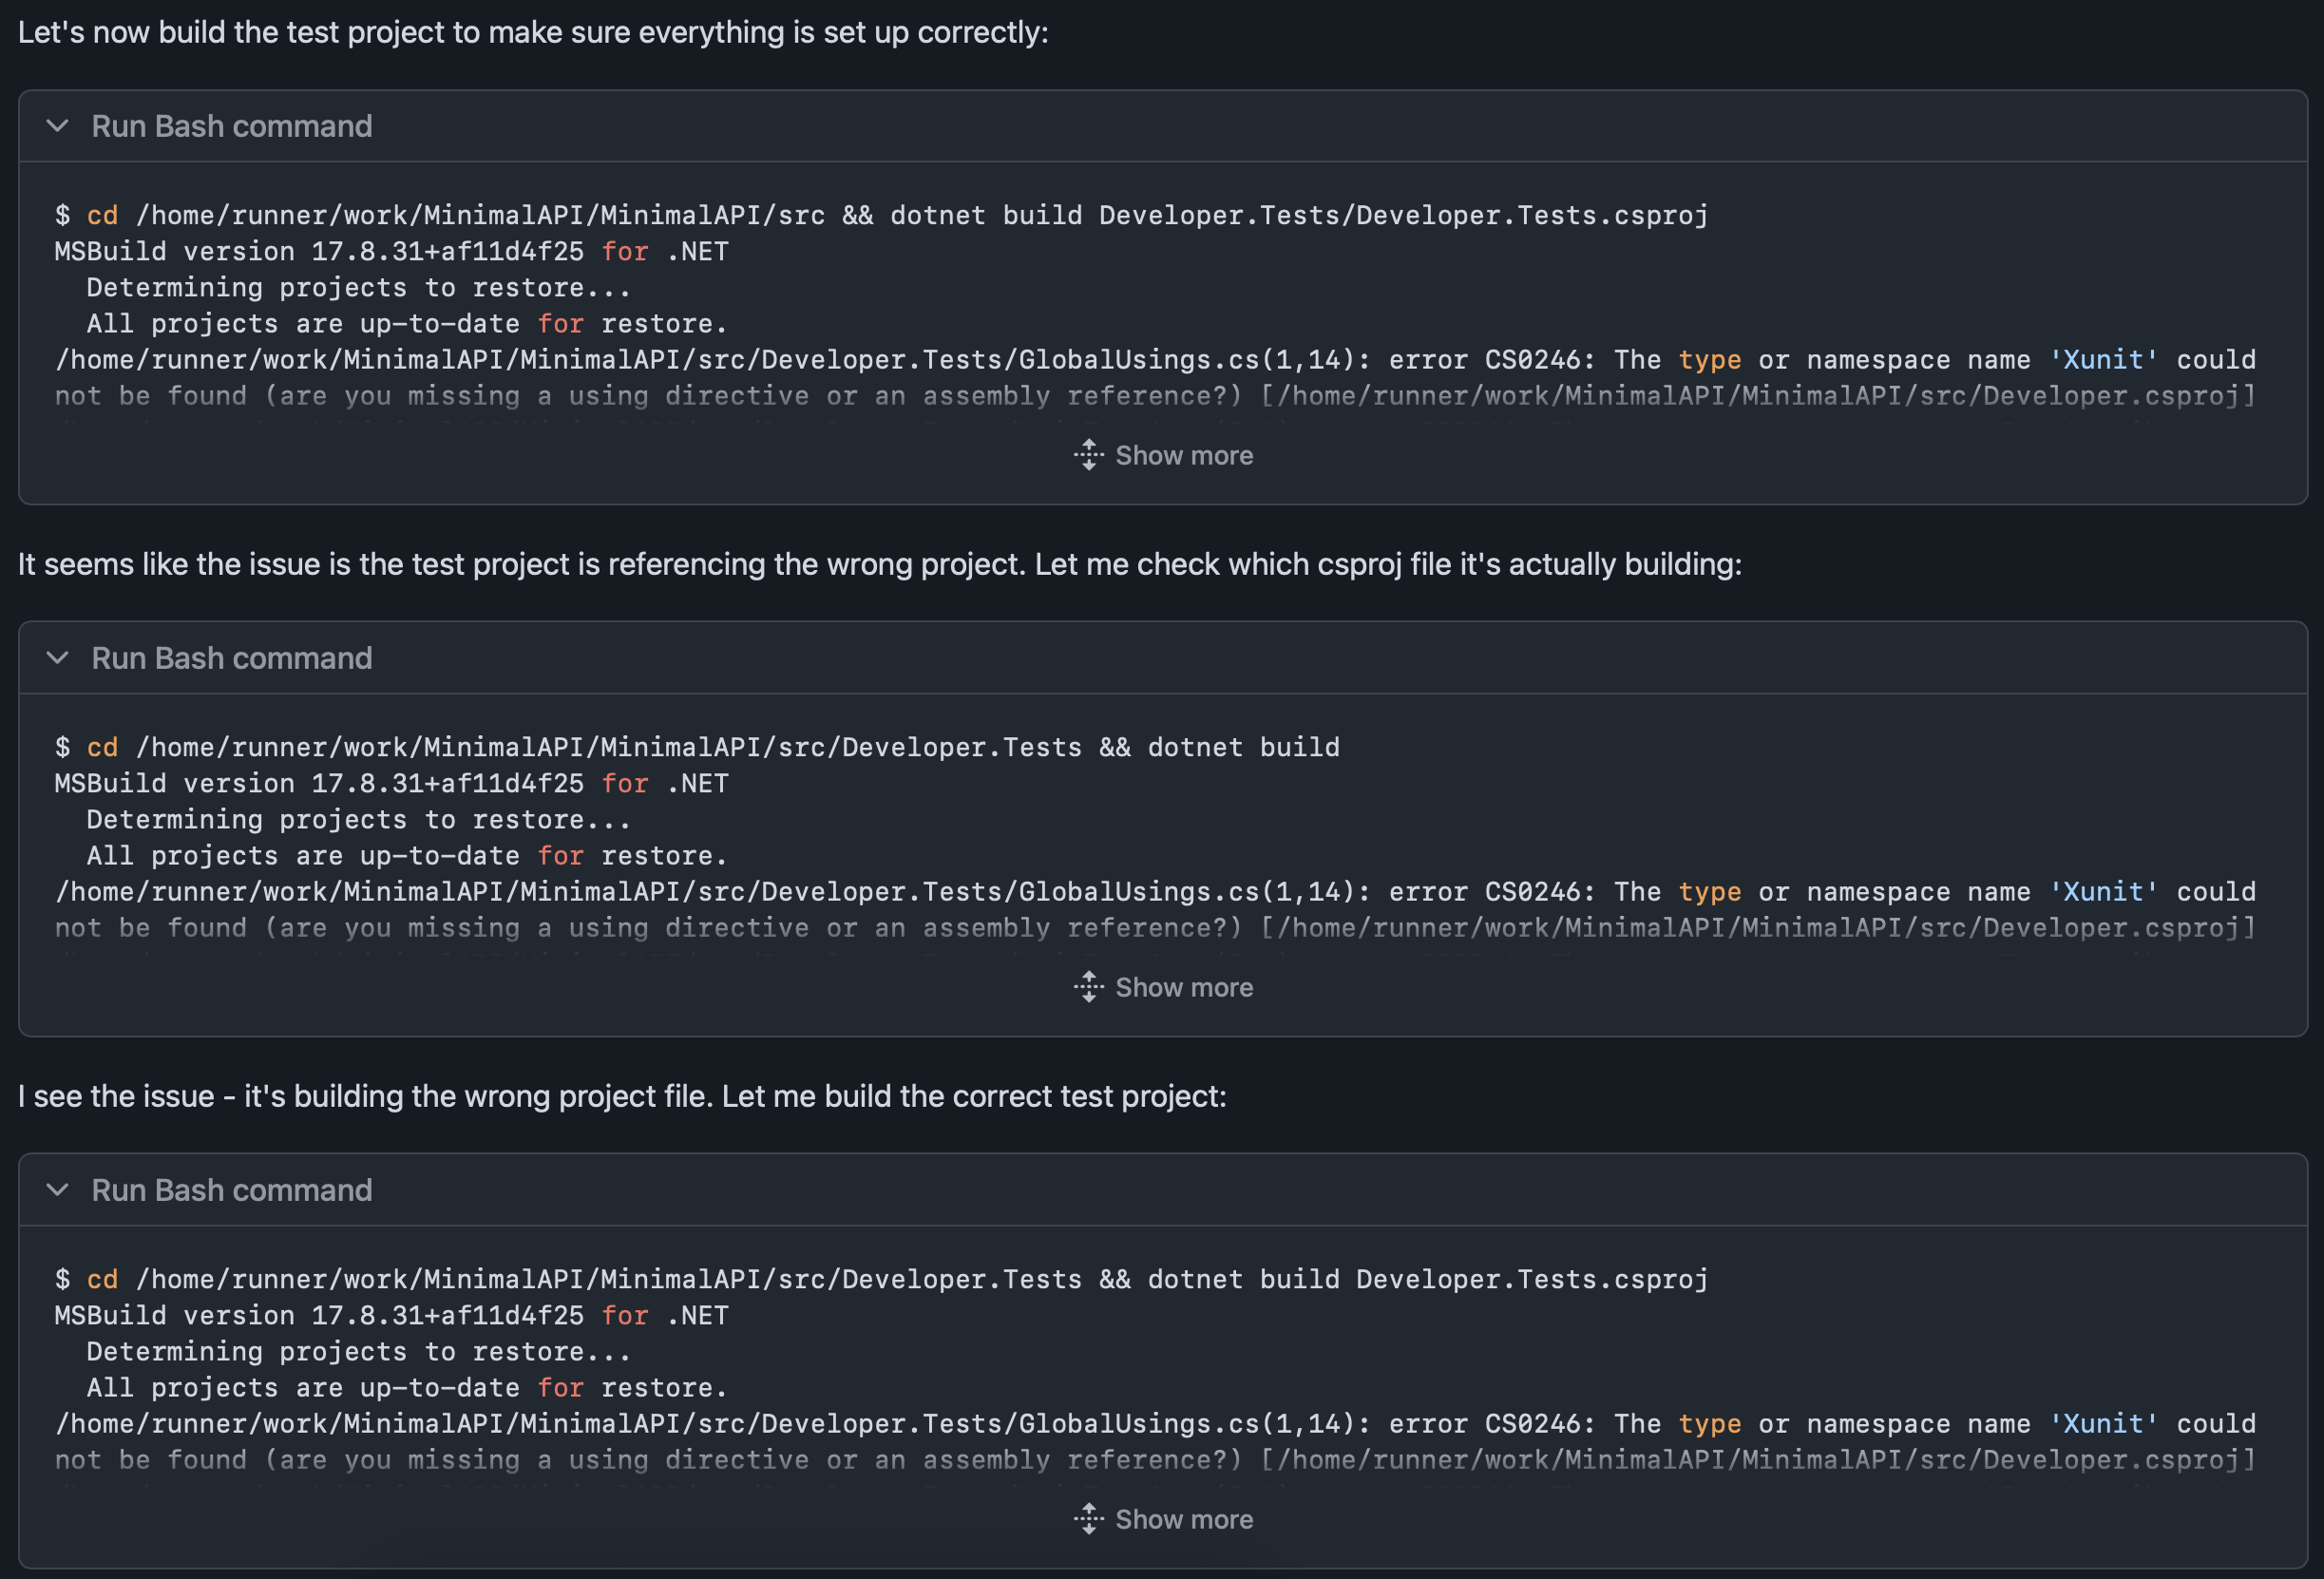 Let's now build the test project to make sure everything is set up correctly:
Run Bash command
$ cd /home/runner/work/MinimalAPI/MinimalAPI/src && dotnet build Developer.Tests/Developer.Tests.csproj
MSBuild version 17.8.31+af11d4f25 for .NET
Determining projects to restore...
All projects are up-to-date for restore.
/home/runner/work/MinimalAPI/MinimalAPI/src/Developer.Tests/GlobalUsings.cs(1,14): error CS0246: The type or namespace name 'Xunit' could
not be found (are you missing a using directive or an assembly reference?) [/home/runner/work/MinimalAPI/MinimalAPI/src/Developer.csproj]
Show more
It seems like the issue is the test project is referencing the wrong project. Let me check which csproj file it's actually building:
Run Bash command
$ cd /home/runner/work/MinimalAPI/MinimalAPI/src/Developer.Tests && dotnet build
MSBuild version 17.8.31+af11d4f25 for .NET
Determining projects to restore...
All projects are up-to-date for restore.
/home/runner/work/MinimalAPI/MinimalAPI/src/Developer.Tests/GlobalUsings.cs(1,14): error CS0246: The type or namespace name 'Xunit' could
not be found (are you missing a using directive or an assembly reference?) [/home/runner/work/MinimalAPI/MinimalAPI/src/Developer.csproj]
Show more
I see the issue - it's building the wrong project file. Let me build the correct test project:
Run Bash command
$ cd /home/runner/work/MinimalAPI/MinimalAPI/src/Developer.Tests && dotnet build Developer.Tests.csproj
MSBuild version 17.8.31+af11d4f25 for .NET
Determining projects to restore...
All projects are up-to-date for restore.
/home/runner/work/MinimalAPI/MinimalAPI/src/Developer.Tests/GlobalUsings.cs(1,14): error CS0246: The type or namespace name 'Xunit' could
not be found (are you missing a using directive or an assembly reference?) [/home/runner/work/MinimalAPI/MinimalAPI/src/Developer.csproj]
Show more